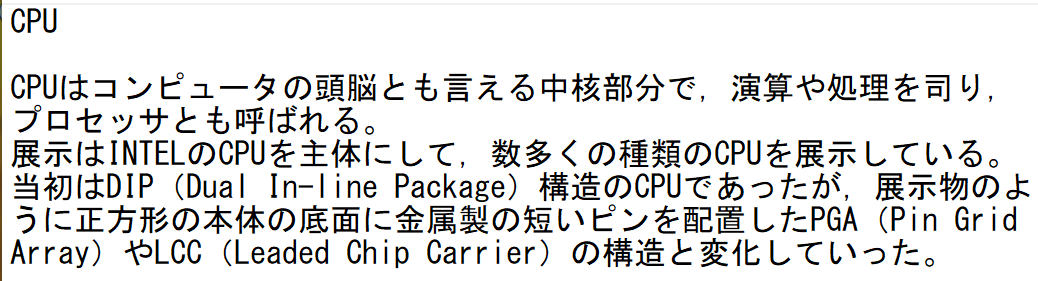 CPU
CPUはコンピュータの頭脳とも言える中核部分で，演算や処理を司り，
プロセッサとも呼ばれる。
展示はINTELのCPUを主体にして，数多くの種類のCPUを展示している。
当初はDIP（Dual In-line Package）構造のCPUであったが，展示物のよ
うに正方形の本体の底面に金属製の短いピンを配置したPGA（Pin Grid
Array）やLCC（Leaded Chip Carrier）の構造と変化していった。